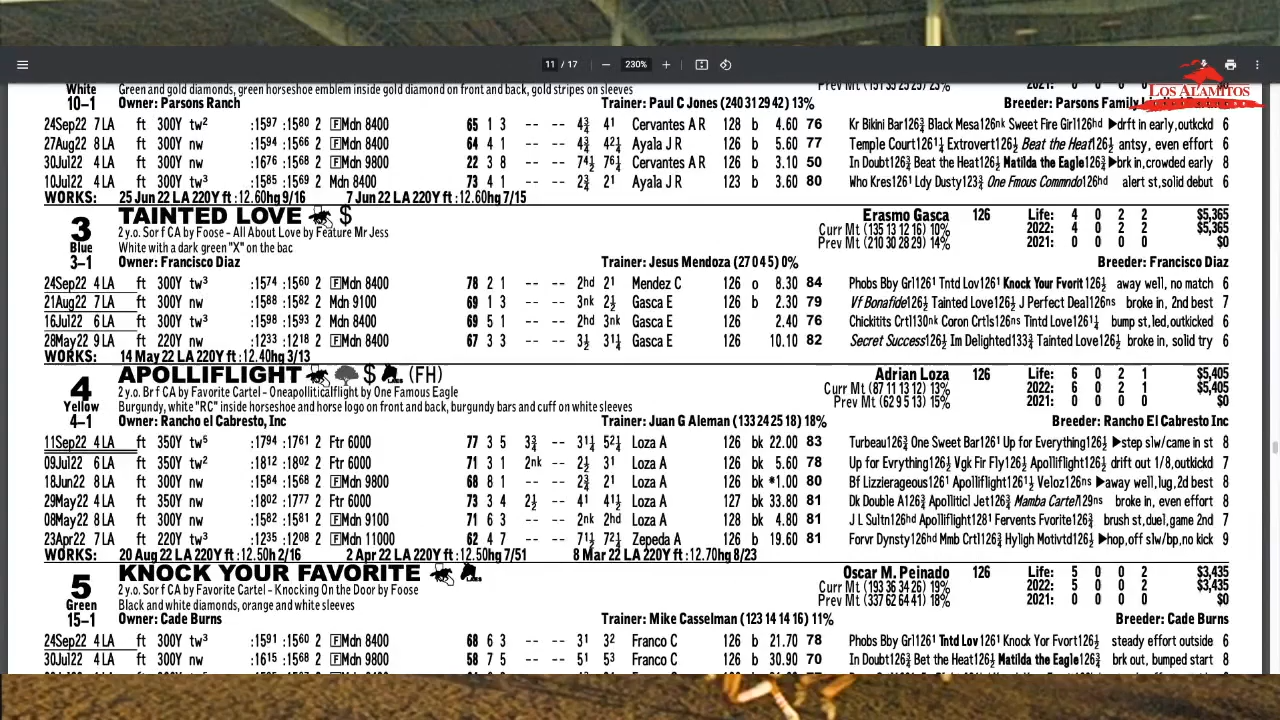 11 / 17 230%
LOS ALAMITOS
White Green and gold diamonds, green horseshoe emblem inside gold diamond on front and back, gold stripes on sleeves 2021:
10-1 Owner: Parsons Ranch Trainer: Paul C Jones (240 31 29 42) 13% Breeder: Parsons Family
24Sep22 7LA ft 300Y tw2 :1597 :1580 2 FMdn 8400 65 1 3 -- -- 4¾ 41 Cervantes A R 128 b 4.60 76 Kr Bikini Bar126¾ Black Mesa126nk Sweet Fire Girl126hd ▶drft in early,outkckd 6
27Aug22 8LA ft 300Y nw :1594 :1566 2 FMdn 8400 64 4 1 -- -- 4¾ 42¼ Ayala J R 126 b 5.60 77 Temple Court126¼ Extrovert126½ Beat the Heat126½ antsy, even effort 6
30Jul22 4LA ft 300Y nw :1676 :1568 2 FMdn 9800 22 3 8 -- -- 74½ 76¼ Cervantes A R 126 b 3.10 50 In Doubt126¾ Beat the Heat126½ Matilda the Eagle126¾ ▶brk in,crowded early 8
10Jul22 4LA ft 300Y tw3 :1585 :1569 2 Mdn 8400 73 4 1 -- -- 2¾ 21 Ayala J R 123 b 3.60 80 Who Kres1261 Ldy Dusty123¾ One Fmous Commndo126hd alert st,solid debut 6
WORKS: 25 Jun 22 LA 220Y ft :12.60hg 9/16 7 Jun 22 LA 220Y ft :12.60hg 7/15
3 TAINTED LOVE $ Erasmo Gasca 126 Life: 4 0 2 2 $5,365
2 y.o. Sor f CA by Foose - All About Love by Feature Mr Jess Curr Mt (135 13 12 16) 10% 2022: 4 0 2 2 $5,365
Blue White with a dark green "X" on the bac Prev Mt (210 30 28 29) 14% 2021: 0 0 0 0 $0
3-1 Owner: Francisco Diaz Trainer: Jesus Mendoza (27 0 4 5) 0% Breeder: Francisco Diaz
24Sep22 4LA ft 300Y tw3 :1574 :1560 2 FMdn 8400 78 2 1 -- -- 2hd 21 Mendez C 126 o 8.30 84 Phobs Bby Grl1261 Tntd Lov1261 Knock Your Fvorit126½ away well, no match 6
21Aug22 7LA ft 300Y nw :1588 :1582 2 Mdn 9100 69 1 3 -- -- 3nk 2½ Gasca E 126 b 2.30 79 Vf Bonafide126½ Tainted Love126½ J Perfect Deal126ns broke in, 2nd best 7
16Jul22 6LA ft 300Y tw3 :1598 :1593 2 Mdn 8400 69 5 1 -- -- 2hd 3nk Gasca E 126 2.40 76 Chickitits Crtl130nk Coron Crtls126ns Tintd Love126¼ bump st,led,outkicked 6
28May22 9LA ft 220Y nw :1233 :1218 2 FMdn 8400 67 3 3 -- -- 3½ 31¼ Gasca E 126 10.10 82 Secret Success126½ Im Delighted133¾ Tainted Love126½ broke in, solid try 6
WORKS: 14 May 22 LA 220Y ft :12.40hg 3/13
4 APOLLIFLIGHT $ (FH) Adrian Loza 126 Life: 6 0 2 1 $5,405
2 y.o. Br f CA by Favorite Cartel - Oneapolliticalflight by One Famous Eagle Curr Mt (87 11 13 12) 13% 2022: 6 0 2 1 $5,405
Yellow Burgundy, white "RC" inside horseshoe and horse logo on front and back, burgundy bars and cuff on white sleeves Prev Mt (62 9 5 13) 15% 2021: 0 0 0 0 $0
4-1 Owner: Rancho el Cabresto, Inc Trainer: Juan G Aleman (133 24 25 18) 18% Breeder: Rancho El Cabresto Inc
11Sep22 4LA ft 350Y tw5 :1794 :1761 2 Ftr 6000 77 3 5 3¾ -- 31¼ 52¼ Loza A 126 bk 22.00 83 Turbeau126¾ One Sweet Bar1261 Up for Everything126½ ▶step slw/came in st 8
09Jul22 6LA ft 350Y tw2 :1812 :1802 2 Ftr 6000 71 3 1 2nk -- 2½ 31 Loza A 126 bk 5.60 78 Up for Evrything126½ Vgk Fir Fly126½ Apolliflight126½ drift out 1/8,outkickd 7
18Jun22 8LA ft 300Y nw :1584 :1568 2 FMdn 8400 68 8 1 -- -- 2¾ 21 Loza A 126 bk *1.00 80 Bf Lizzierageous1261 Apolliflight126¼ Veloz126ns ▶away well,lug,2d best 8
29May22 4LA ft 350Y nw :1802 :1777 2 Ftr 6000 73 3 4 2½ -- 41 41½ Loza A 127 bk 33.80 81 Dk Double A126¾ Apolliticl Jet126¾ Mamba Cartel129ns broke in, even effort 8
08May22 8LA ft 300Y nw :1582 :1581 2 FMdn 9100 71 6 3 -- -- 2nk 2hd Loza A 128 bk 4.80 81 J L Sultn126hd Apolliflight1281 Fervents Fvorite126¾ brush st,duel,game 2nd 7
23Apr22 7LA ft 220Y tw3 :1235 :1208 2 FMdn 11000 62 4 7 -- -- 71½ 72¼ Zepeda A 126 b 19.60 81 Forvr Dynsty126hd Mmb Crtl126¾ Hyligh Motivtd126½ ▶hop,off slw/bp,no kick 9
WORKS: 20 Aug 22 LA 220Y ft :12.50h 2/16 2 Apr 22 LA 220Y ft :12.50hg 7/51 8 Mar 22 LA 220Y ft :12.70hg 8/23
5 KNOCK YOUR FAVORITE Oscar M. Peinado 126 Life: 5 0 0 2 $3,435
2 y.o. Sor f CA by Favorite Cartel - Knocking On the Door by Foose Curr Mt (193 36 34 26) 19% 2022: 5 0 0 2 $3,435
Green Black and white diamonds, orange and white sleeves Prev Mt (337 62 64 41) 18% 2021: 0 0 0 0 $0
15-1 Owner: Cade Burns Trainer: Mike Casselman (123 14 14 16) 11% Breeder: Cade Burns
24Sep22 4LA ft 300Y tw3 :1591 :1560 2 FMdn 8400 68 6 3 -- -- 31 32 Franco C 126 b 21.70 78 Phobs Bby Grl1261 Tntd Lov1261 Knock Yor Fvort126½ steady effort outside 6
30Jul22 4LA ft 300Y nw :1615 :1568 2 FMdn 9800 58 7 5 -- -- 51 53 Franco C 126 b 30.90 70 In Doubt126¾ Bet the Heat126½ Matilda the Eagle126¾ brk out, bumped start 8